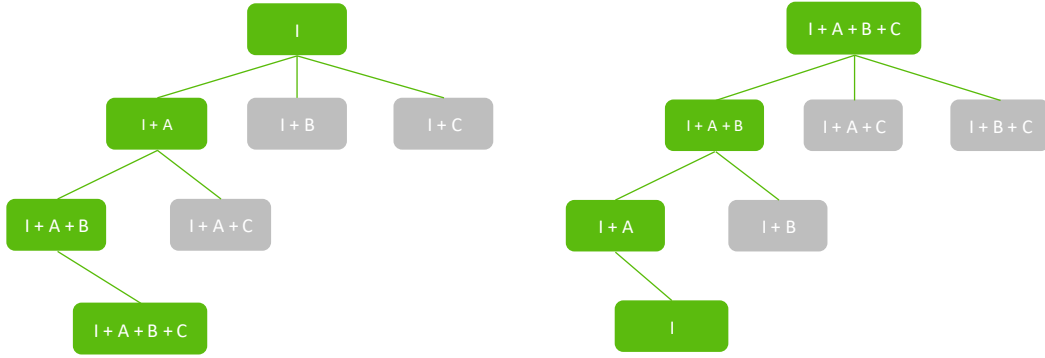 I
I + A
I + B
I + C
I + A + B
I + A + C
I + A + B + C
I + A + B + C
I + A + B
I + A + C
I + B + C
I + A
I + B
I